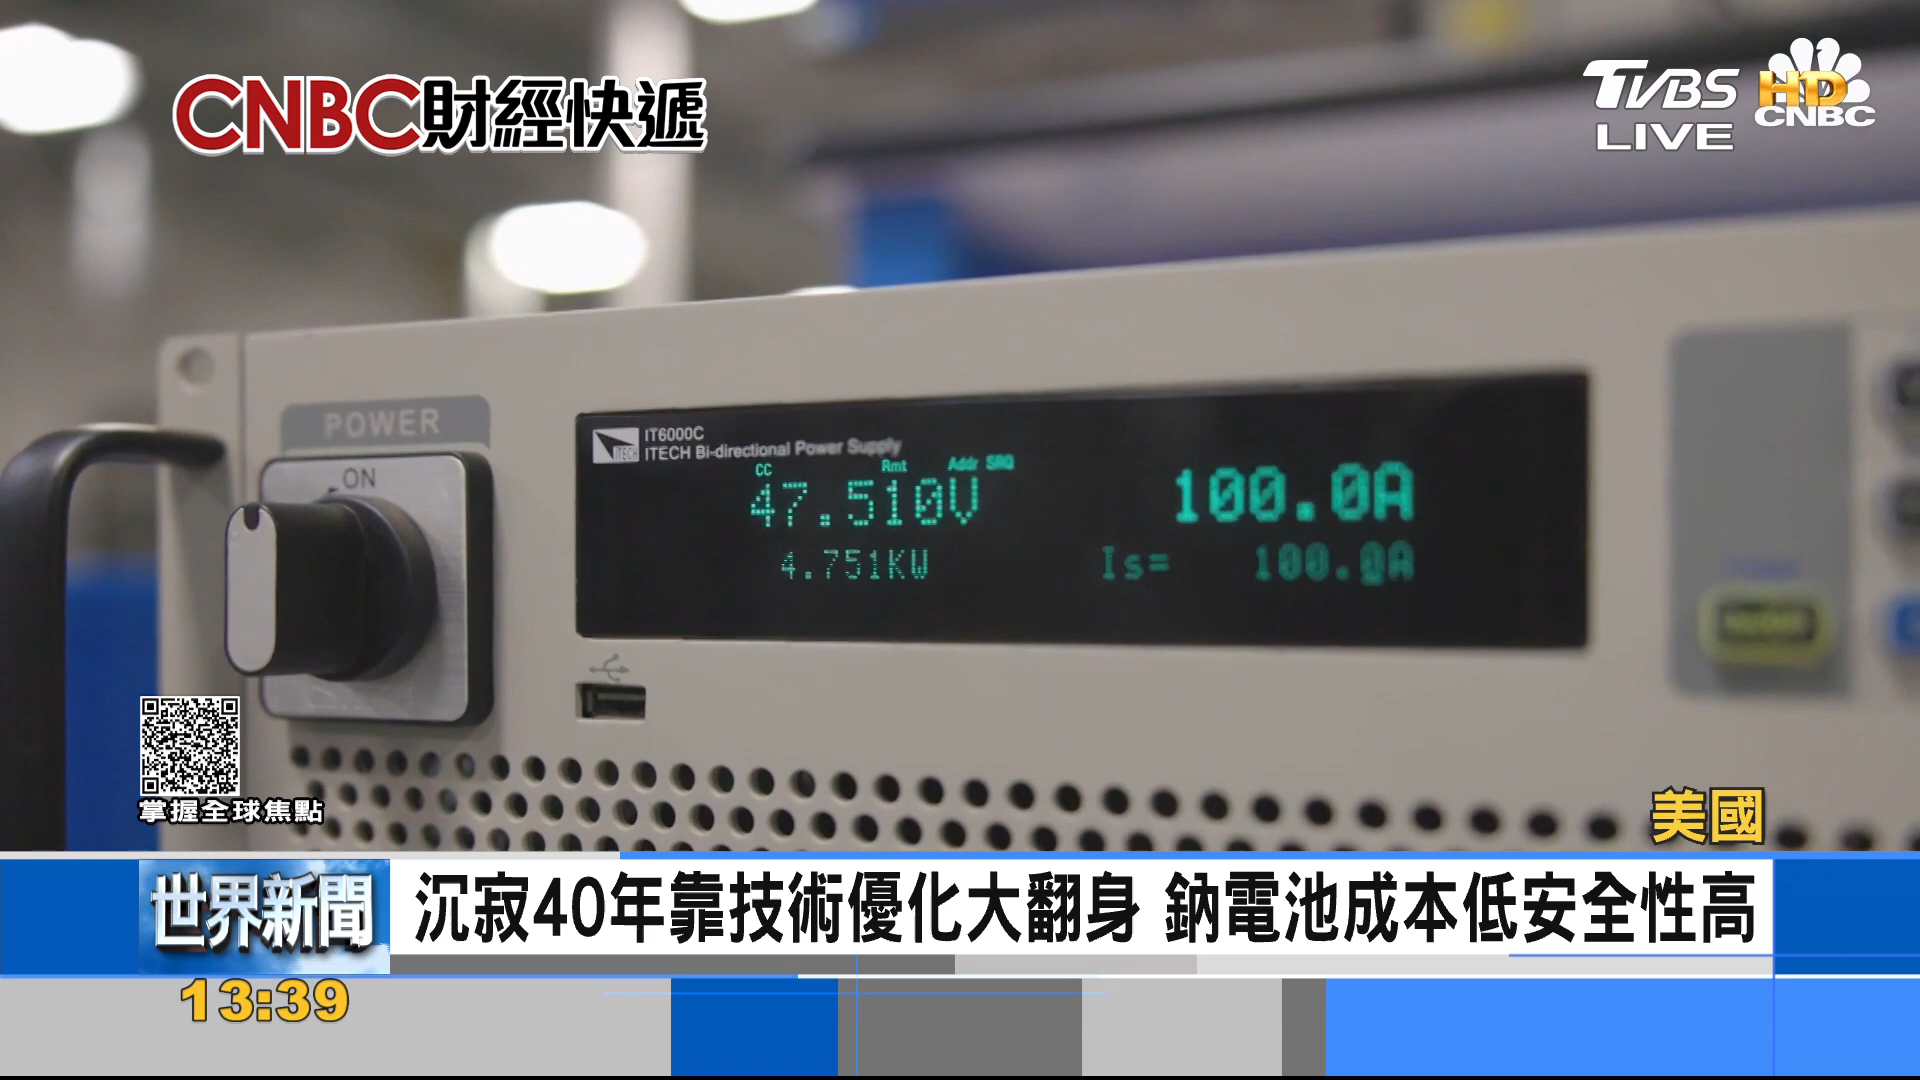 CNBC財經快遞
TVBS
LIVE
HD
CNBC
POWER
ON
ITECH
IT6000C
ITECH Bi-directional Power Supply
CC Rmt Addr SRQ
47.510V 100.0A
4.751KW Is= 100.0A
掌握全球焦點
美國
世界新聞
沉寂40年靠技術優化大翻身 鈉電池成本低安全性高
13:39